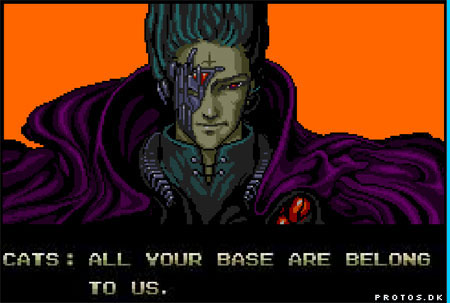 CATS: ALL YOUR BASE ARE BELONG
TO US.
PROTOS.DK